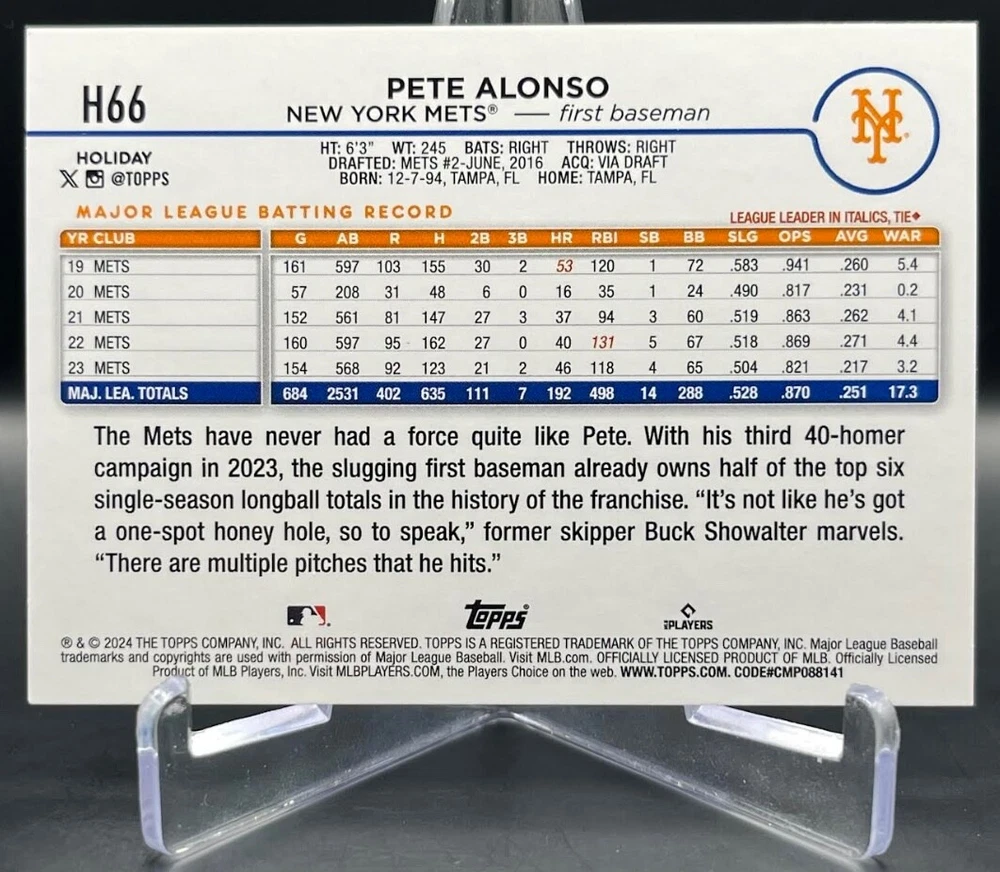 H66
PETE ALONSO
NEW YORK METS® — first baseman
NY
HOLIDAY
X @TOPPS
HT: 6'3" WT: 245 BATS: RIGHT THROWS: RIGHT
DRAFTED: METS #2-JUNE, 2016 ACQ: VIA DRAFT
BORN: 12-7-94, TAMPA, FL HOME: TAMPA, FL
MAJOR LEAGUE BATTING RECORD
LEAGUE LEADER IN ITALICS, TIE◆
YR CLUB G AB R H 2B 3B HR RBI SB BB SLG OPS AVG WAR
19 METS 161 597 103 155 30 2 53 120 1 72 .583 .941 .260 5.4
20 METS 57 208 31 48 6 0 16 35 1 24 .490 .817 .231 0.2
21 METS 152 561 81 147 27 3 37 94 3 60 .519 .863 .262 4.1
22 METS 160 597 95 162 27 0 40 131 5 67 .518 .869 .271 4.4
23 METS 154 568 92 123 21 2 46 118 4 65 .504 .821 .217 3.2
MAJ. LEA. TOTALS 684 2531 402 635 111 7 192 498 14 288 .528 .870 .251 17.3
The Mets have never had a force quite like Pete. With his third 40-homer
campaign in 2023, the slugging first baseman already owns half of the top six
single-season longball totals in the history of the franchise. “It’s not like he’s got
a one-spot honey hole, so to speak,” former skipper Buck Showalter marvels.
“There are multiple pitches that he hits.”
Topps®
MLBPLAYERS
® & © 2024 THE TOPPS COMPANY, INC. ALL RIGHTS RESERVED. TOPPS IS A REGISTERED TRADEMARK OF THE TOPPS COMPANY, INC. Major League Baseball
trademarks and copyrights are used with permission of Major League Baseball. Visit MLB.com. OFFICIALLY LICENSED PRODUCT OF MLB. Officially Licensed
Product of MLB Players, Inc. Visit MLBPLAYERS.COM, the Players Choice on the web. WWW.TOPPS.COM. CODE#CMP088141